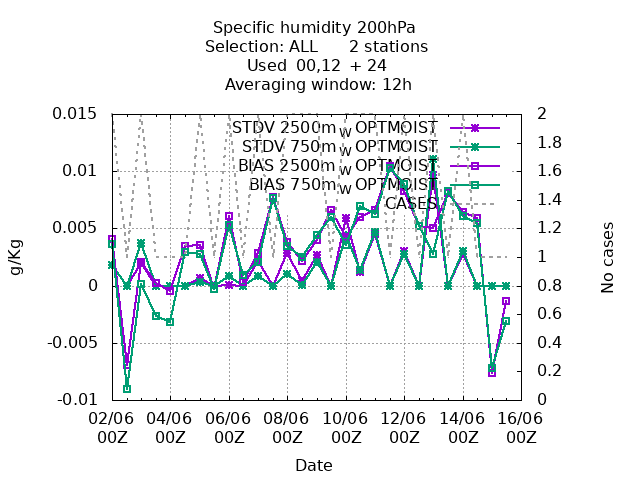 Specific humidity 200hPa
Selection: ALL 2 stations
Used 00,12 + 24
Averaging window: 12h
STDV 2500m_W OPTMOIST
STDV 750m_W OPTMOIST
BIAS 2500m_W OPTMOIST
BIAS 750m_W OPTMOIST
CASES
g/Kg
0.015
0.01
0.005
0
-0.005
-0.01
No cases
2
1.8
1.6
1.4
1.2
1
0.8
0.6
0.4
0.2
0
02/06 04/06 06/06 08/06 10/06 12/06 14/06 16/06
00Z 00Z 00Z 00Z 00Z 00Z 00Z 00Z
Date